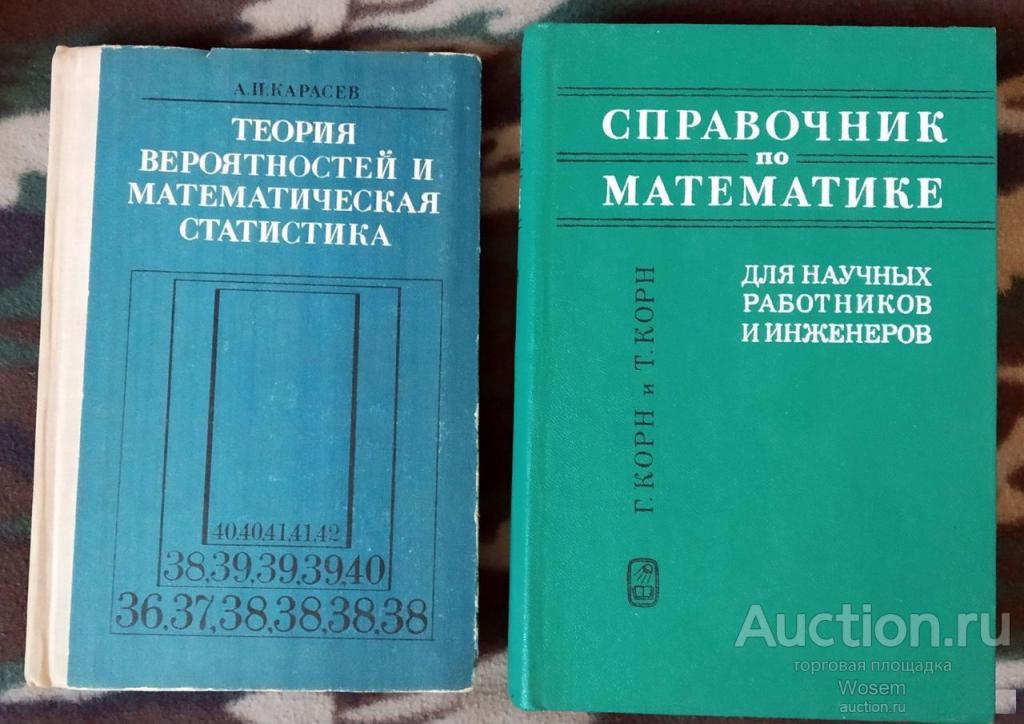 А.И.КАРАСЕВ
ТЕОРИЯ
ВЕРОЯТНОСТЕЙ И
МАТЕМАТИЧЕСКАЯ
СТАТИСТИКА
40,40,41,41,42
38,39,39,39,40
36,37,38,38,38,38
СПРАВОЧНИК
по
МАТЕМАТИКЕ
ДЛЯ НАУЧНЫХ
РАБОТНИКОВ
И ИНЖЕНЕРОВ
Г. КОРН и Т. КОРН
Auction.ru
торговая площадка
Wosem
auction.ru